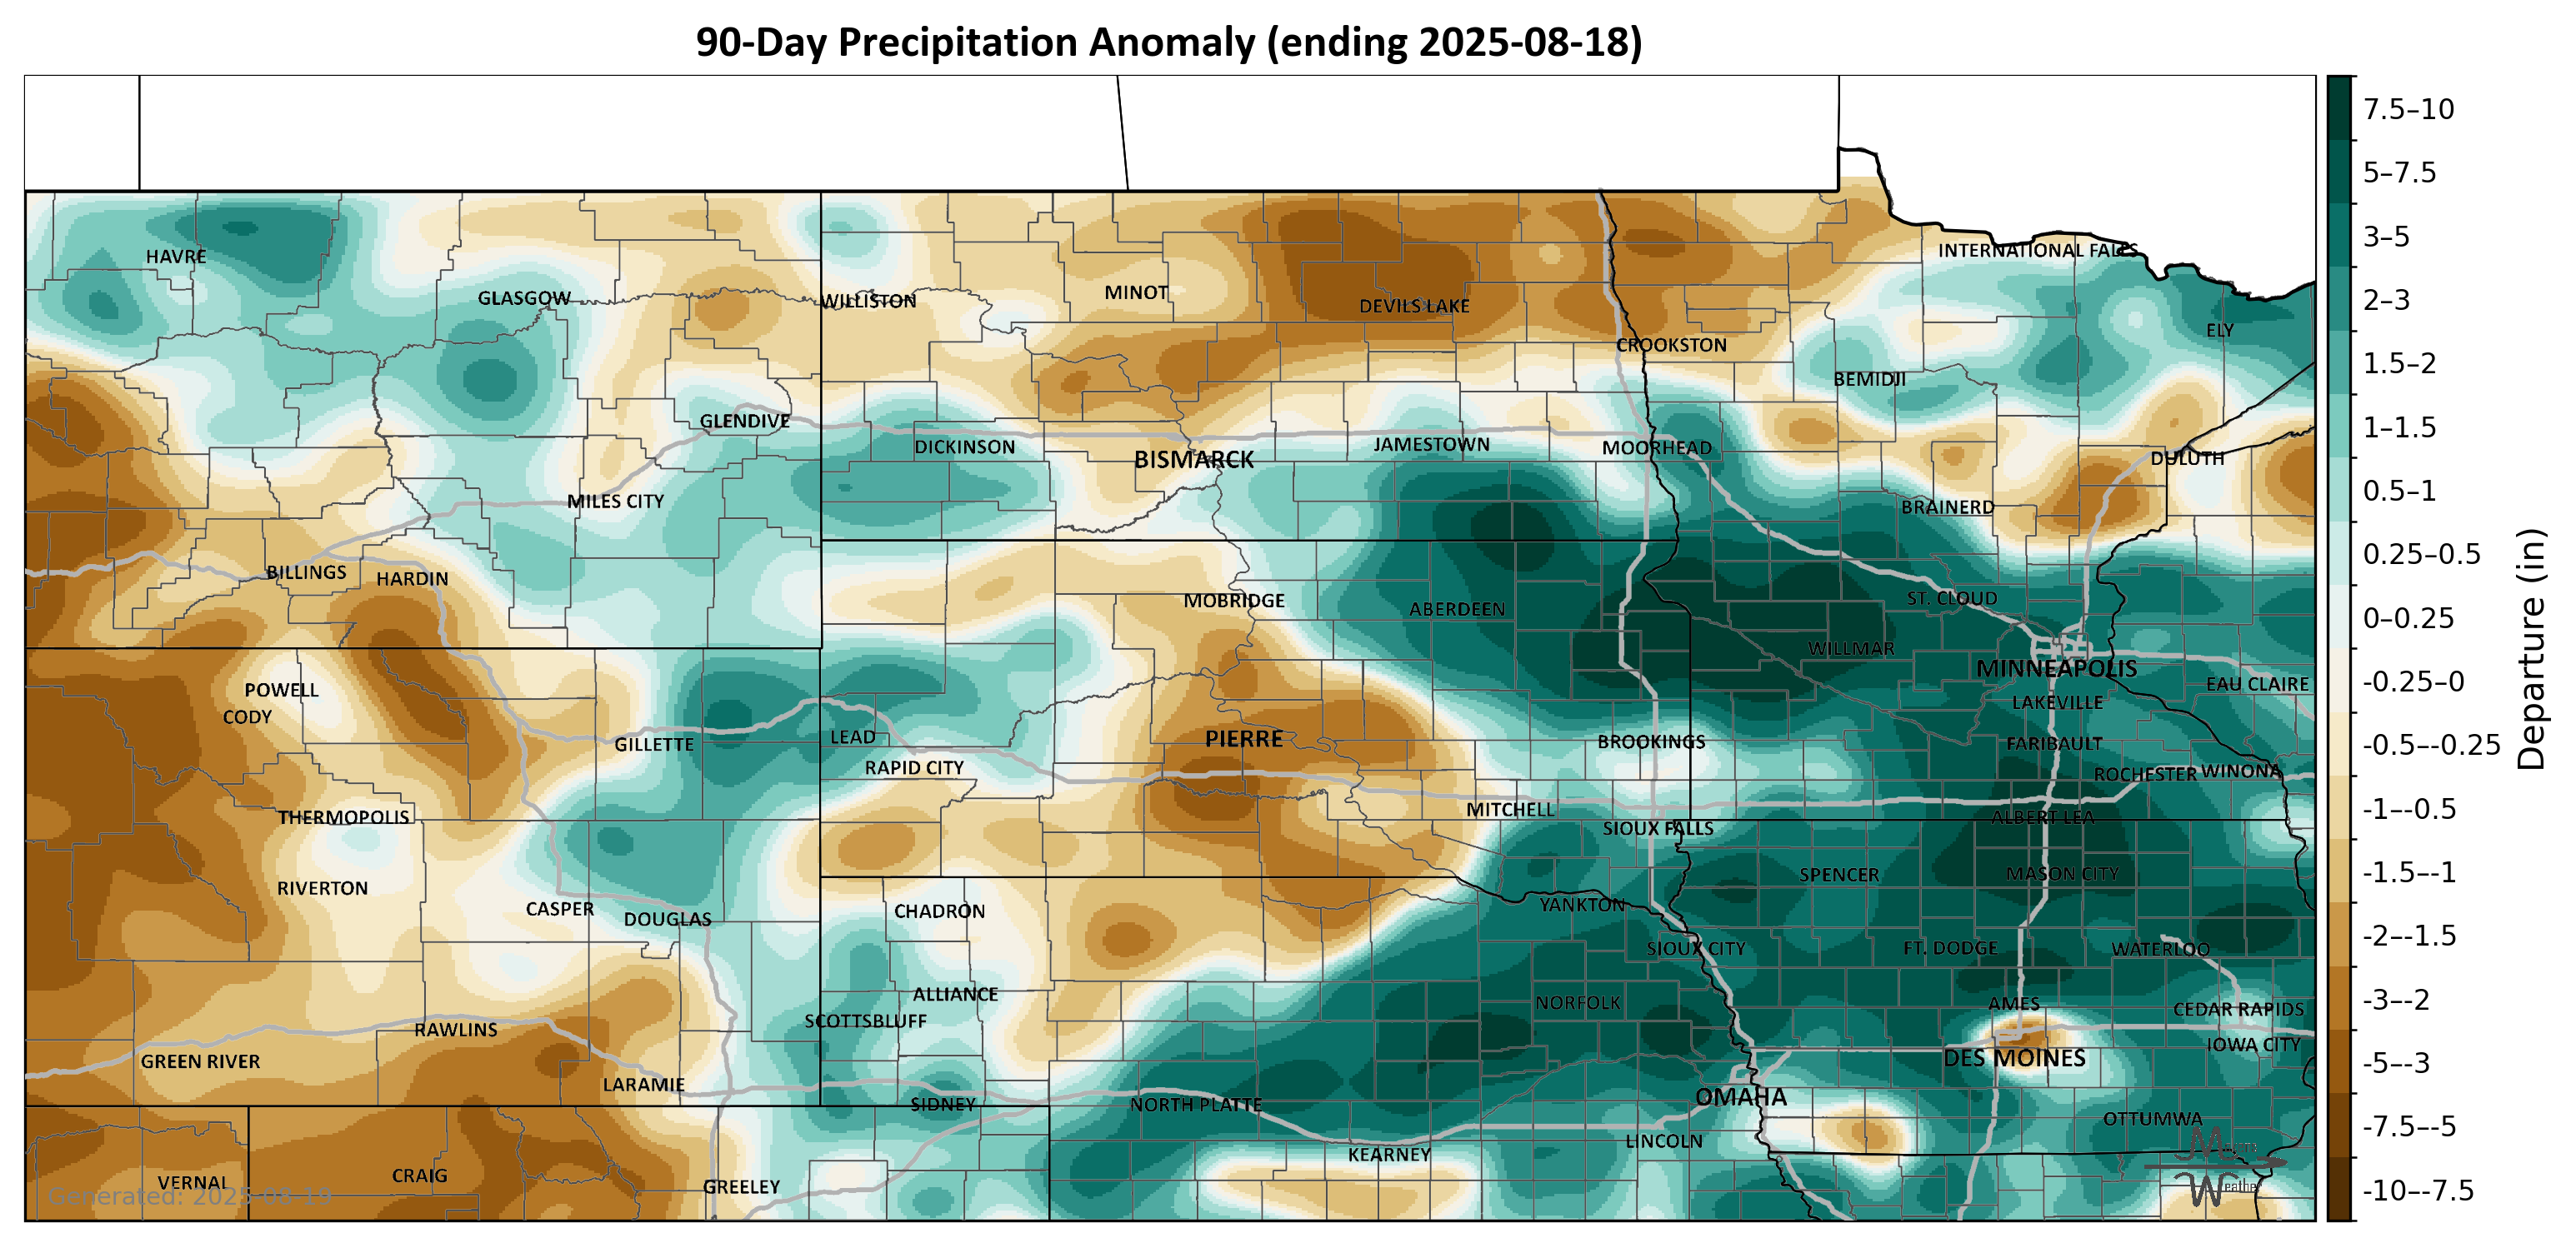 90-Day Precipitation Anomaly (ending 2025-08-18)
7.5–10
5–7.5
3–5
2–3
1.5–2
1–1.5
0.5–1
0.25–0.5
0–0.25
-0.25–0
-0.5–-0.25
-1–-0.5
-1.5–-1
-2–-1.5
-3–-2
-5–-3
-7.5–-5
-10–-7.5
Departure (in)
HAVRE
GLASGOW
WILLISTON
MINOT
DEVILS LAKE
INTERNATIONAL FALLS
ELY
CROOKSTON
BEMIDJI
GLENDIVE
DICKINSON
BISMARCK
JAMESTOWN
MOORHEAD
DULUTH
MILES CITY
BRAINERD
BILLINGS
HARDIN
MOBRIDGE
ABERDEEN
ST. CLOUD
WILLMAR
MINNEAPOLIS
POWELL
CODY
LAKEVILLE
EAU CLAIRE
GILLETTE
LEAD
PIERRE
BROOKINGS
FARIBAULT
RAPID CITY
ROCHESTER
WINONA
THERMOPOLIS
MITCHELL
ALBERT LEA
SIOUX FALLS
RIVERTON
SPENCER
MASON CITY
CASPER
DOUGLAS
CHADRON
YANKTON
SIOUX CITY
FT. DODGE
WATERLOO
ALLIANCE
NORFOLK
AMES
CEDAR RAPIDS
SCOTTSBLUFF
RAWLINS
IOWA CITY
GREEN RIVER
DES MOINES
LARAMIE
SIDNEY
NORTH PLATTE
OMAHA
OTTUMWA
LINCOLN
KEARNEY
VERNAL
CRAIG
GREELEY
Generated: 2025-08-19